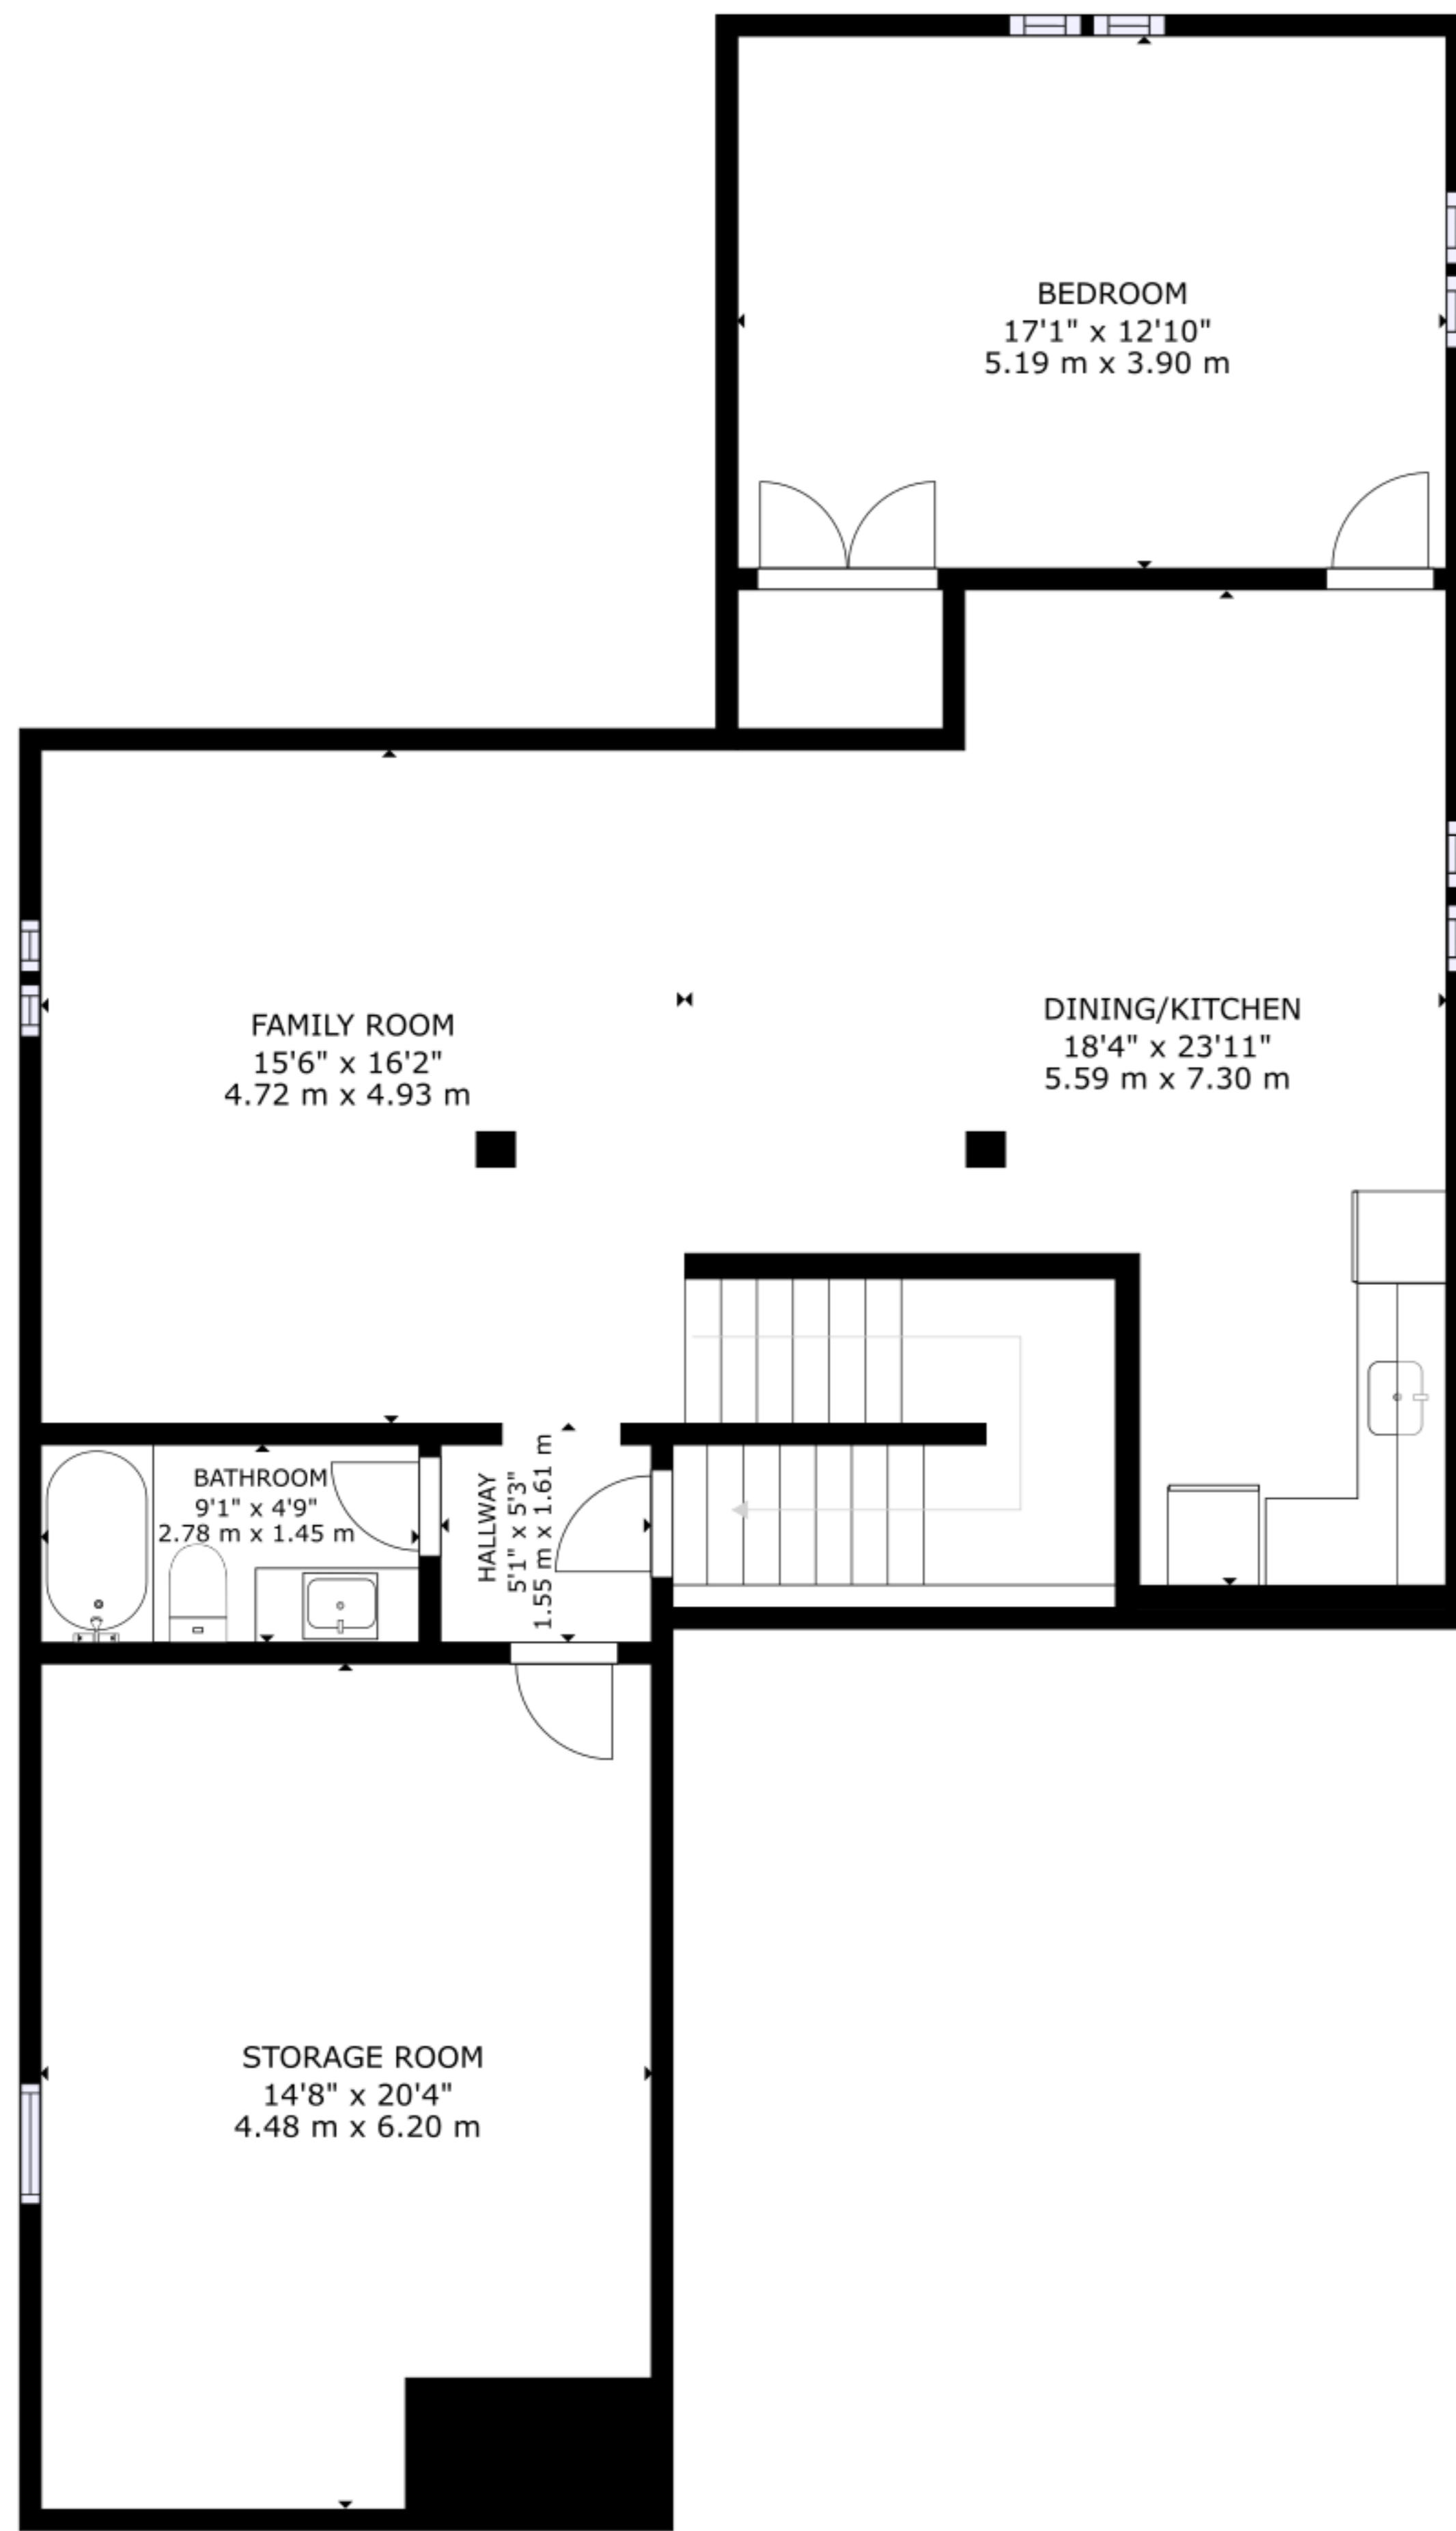 BEDROOM
17'1" x 12'10"
5.19 m x 3.90 m
FAMILY ROOM
15'6" x 16'2"
4.72 m x 4.93 m
DINING/KITCHEN
18'4" x 23'11"
5.59 m x 7.30 m
BATHROOM
9'1" x 4'9"
2.78 m x 1.45 m
HALLWAY
5'1" x 5'3"
1.55 m x 1.61 m
STORAGE ROOM
14'8" x 20'4"
4.48 m x 6.20 m